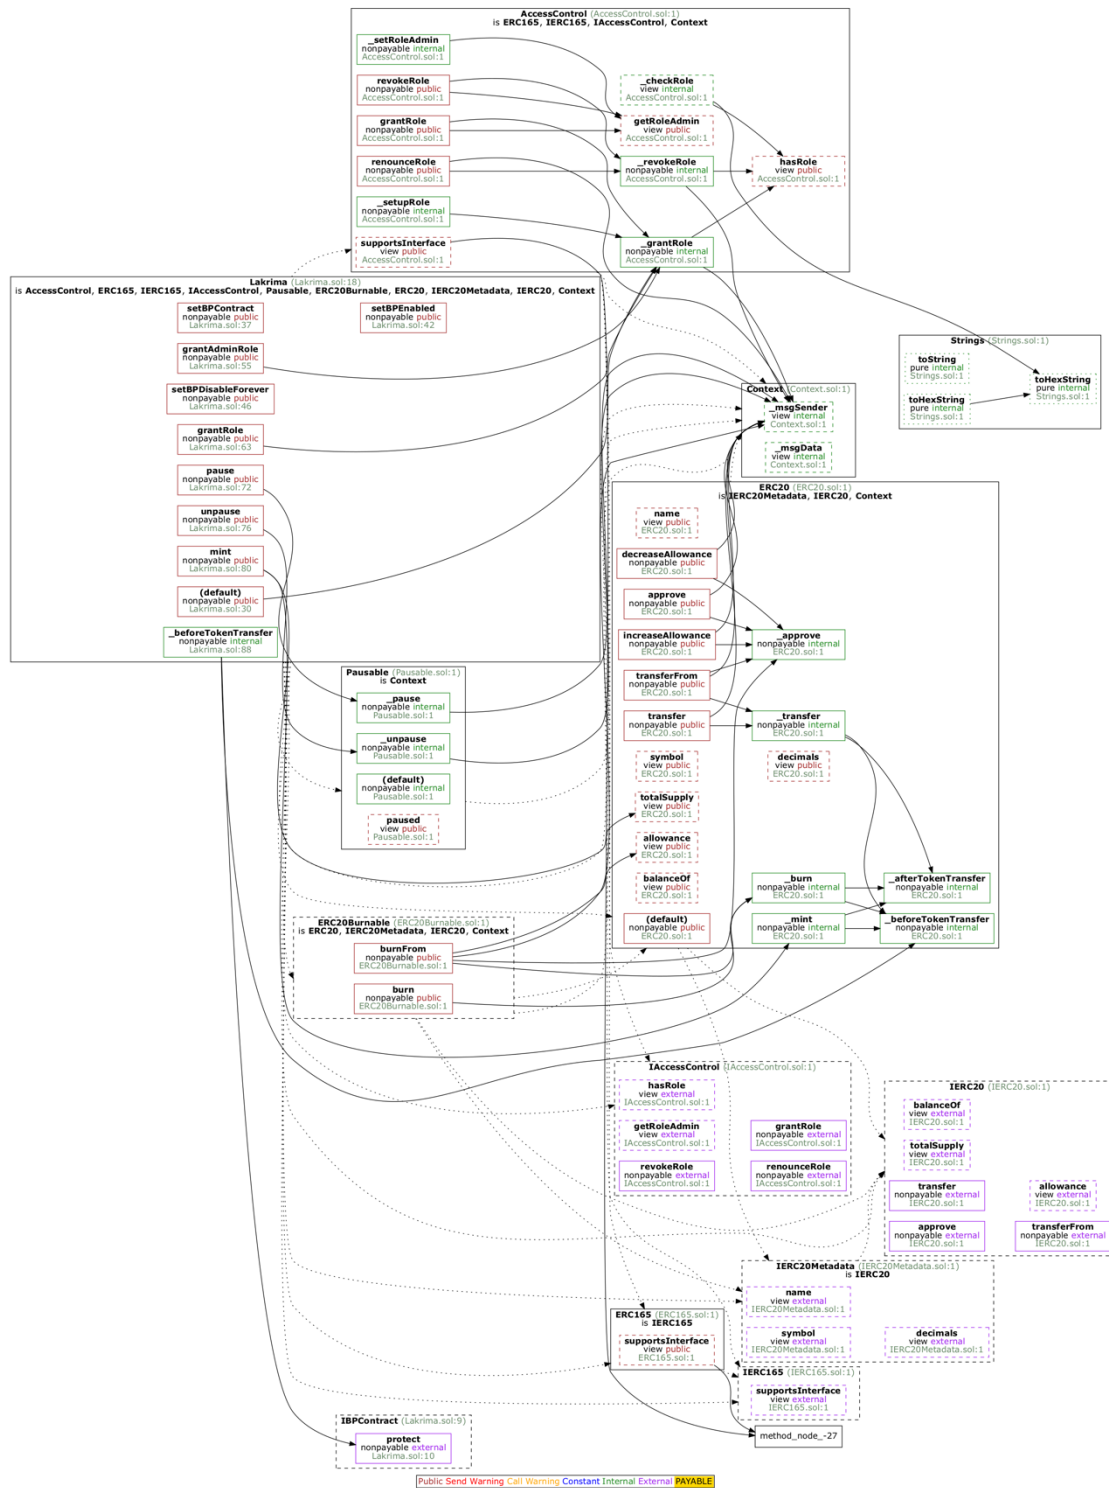 AccessControl (AccessControl.sol:1)
is ERC165, IERC165, IAccessControl, Context
_setRoleAdmin
nonpayable internal
AccessControl.sol:1
revokeRole
nonpayable public
AccessControl.sol:1
_checkRole
view internal
AccessControl.sol:1
grantRole
nonpayable public
AccessControl.sol:1
getRoleAdmin
view public
AccessControl.sol:1
renounceRole
nonpayable public
AccessControl.sol:1
_revokeRole
nonpayable internal
AccessControl.sol:1
hasRole
view public
AccessControl.sol:1
_setupRole
nonpayable internal
AccessControl.sol:1
supportsInterface
view public
AccessControl.sol:1
_grantRole
nonpayable internal
AccessControl.sol:1
Lakrima (Lakrima.sol:18)
is AccessControl, ERC165, IERC165, IAccessControl, Pausable, ERC20Burnable, ERC20, IERC20Metadata, IERC20, Context
setBPContract
nonpayable public
Lakrima.sol:37
setBPEnabled
nonpayable public
Lakrima.sol:42
grantAdminRole
nonpayable public
Lakrima.sol:55
setBPDisableForever
nonpayable public
Lakrima.sol:46
grantRole
nonpayable public
Lakrima.sol:63
pause
nonpayable public
Lakrima.sol:72
unpause
nonpayable public
Lakrima.sol:76
mint
nonpayable public
Lakrima.sol:80
(default)
nonpayable public
Lakrima.sol:30
_beforeTokenTransfer
nonpayable internal
Lakrima.sol:88
Strings (Strings.sol:1)
toString
pure internal
Strings.sol:1
toHexString
pure internal
Strings.sol:1
toHexString
pure internal
Strings.sol:1
Context (Context.sol:1)
_msgSender
view internal
Context.sol:1
_msgData
view internal
Context.sol:1
ERC20 (ERC20.sol:1)
is IERC20Metadata, IERC20, Context
name
view public
ERC20.sol:1
decreaseAllowance
nonpayable public
ERC20.sol:1
approve
nonpayable public
ERC20.sol:1
increaseAllowance
nonpayable public
ERC20.sol:1
_approve
nonpayable internal
ERC20.sol:1
transferFrom
nonpayable public
ERC20.sol:1
transfer
nonpayable public
ERC20.sol:1
_transfer
nonpayable internal
ERC20.sol:1
symbol
view public
ERC20.sol:1
decimals
view public
ERC20.sol:1
totalSupply
view public
ERC20.sol:1
allowance
view public
ERC20.sol:1
balanceOf
view public
ERC20.sol:1
_burn
nonpayable internal
ERC20.sol:1
_afterTokenTransfer
nonpayable internal
ERC20.sol:1
(default)
nonpayable public
ERC20.sol:1
_mint
nonpayable internal
ERC20.sol:1
_beforeTokenTransfer
nonpayable internal
ERC20.sol:1
Pausable (Pausable.sol:1)
is Context
_pause
nonpayable internal
Pausable.sol:1
_unpause
nonpayable internal
Pausable.sol:1
(default)
nonpayable internal
Pausable.sol:1
paused
view public
Pausable.sol:1
ERC20Burnable (ERC20Burnable.sol:1)
is ERC20, IERC20Metadata, IERC20, Context
burnFrom
nonpayable public
ERC20Burnable.sol:1
burn
nonpayable public
ERC20Burnable.sol:1
IAccessControl (IAccessControl.sol:1)
hasRole
view external
IAccessControl.sol:1
getRoleAdmin
view external
IAccessControl.sol:1
grantRole
nonpayable external
IAccessControl.sol:1
revokeRole
nonpayable external
IAccessControl.sol:1
renounceRole
nonpayable external
IAccessControl.sol:1
IERC20 (IERC20.sol:1)
balanceOf
view external
IERC20.sol:1
totalSupply
view external
IERC20.sol:1
transfer
nonpayable external
IERC20.sol:1
allowance
view external
IERC20.sol:1
approve
nonpayable external
IERC20.sol:1
transferFrom
nonpayable external
IERC20.sol:1
IERC20Metadata (IERC20Metadata.sol:1)
is IERC20
name
view external
IERC20Metadata.sol:1
symbol
view external
IERC20Metadata.sol:1
decimals
view external
IERC20Metadata.sol:1
ERC165 (ERC165.sol:1)
is IERC165
supportsInterface
view public
ERC165.sol:1
IERC165 (IERC165.sol:1)
supportsInterface
view external
IERC165.sol:1
method_node_-27
IBPContract (Lakrima.sol:9)
protect
nonpayable external
Lakrima.sol:10
Public Send Warning Call Warning Constant Internal External PAYABLE